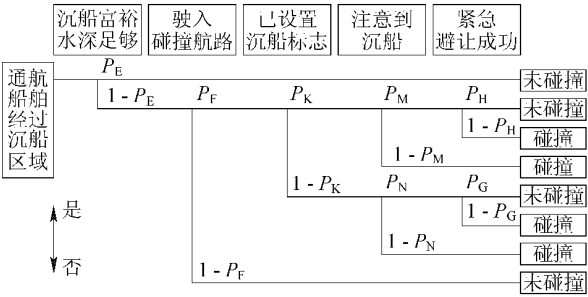 沉船富裕
水深足够
驶入
碰撞航路
已设置
沉船标志
注意到
沉船
紧急
避让成功
通航
船舶
经过
沉船
区域
P_E
未碰撞
1 - P_E
P_F
P_K
P_M
P_H
未碰撞
1 - P_H
碰撞
1 - P_M
碰撞
1 - P_K
P_N
P_G
未碰撞
1 - P_G
碰撞
1 - P_N
碰撞
1 - P_F
未碰撞
是
否